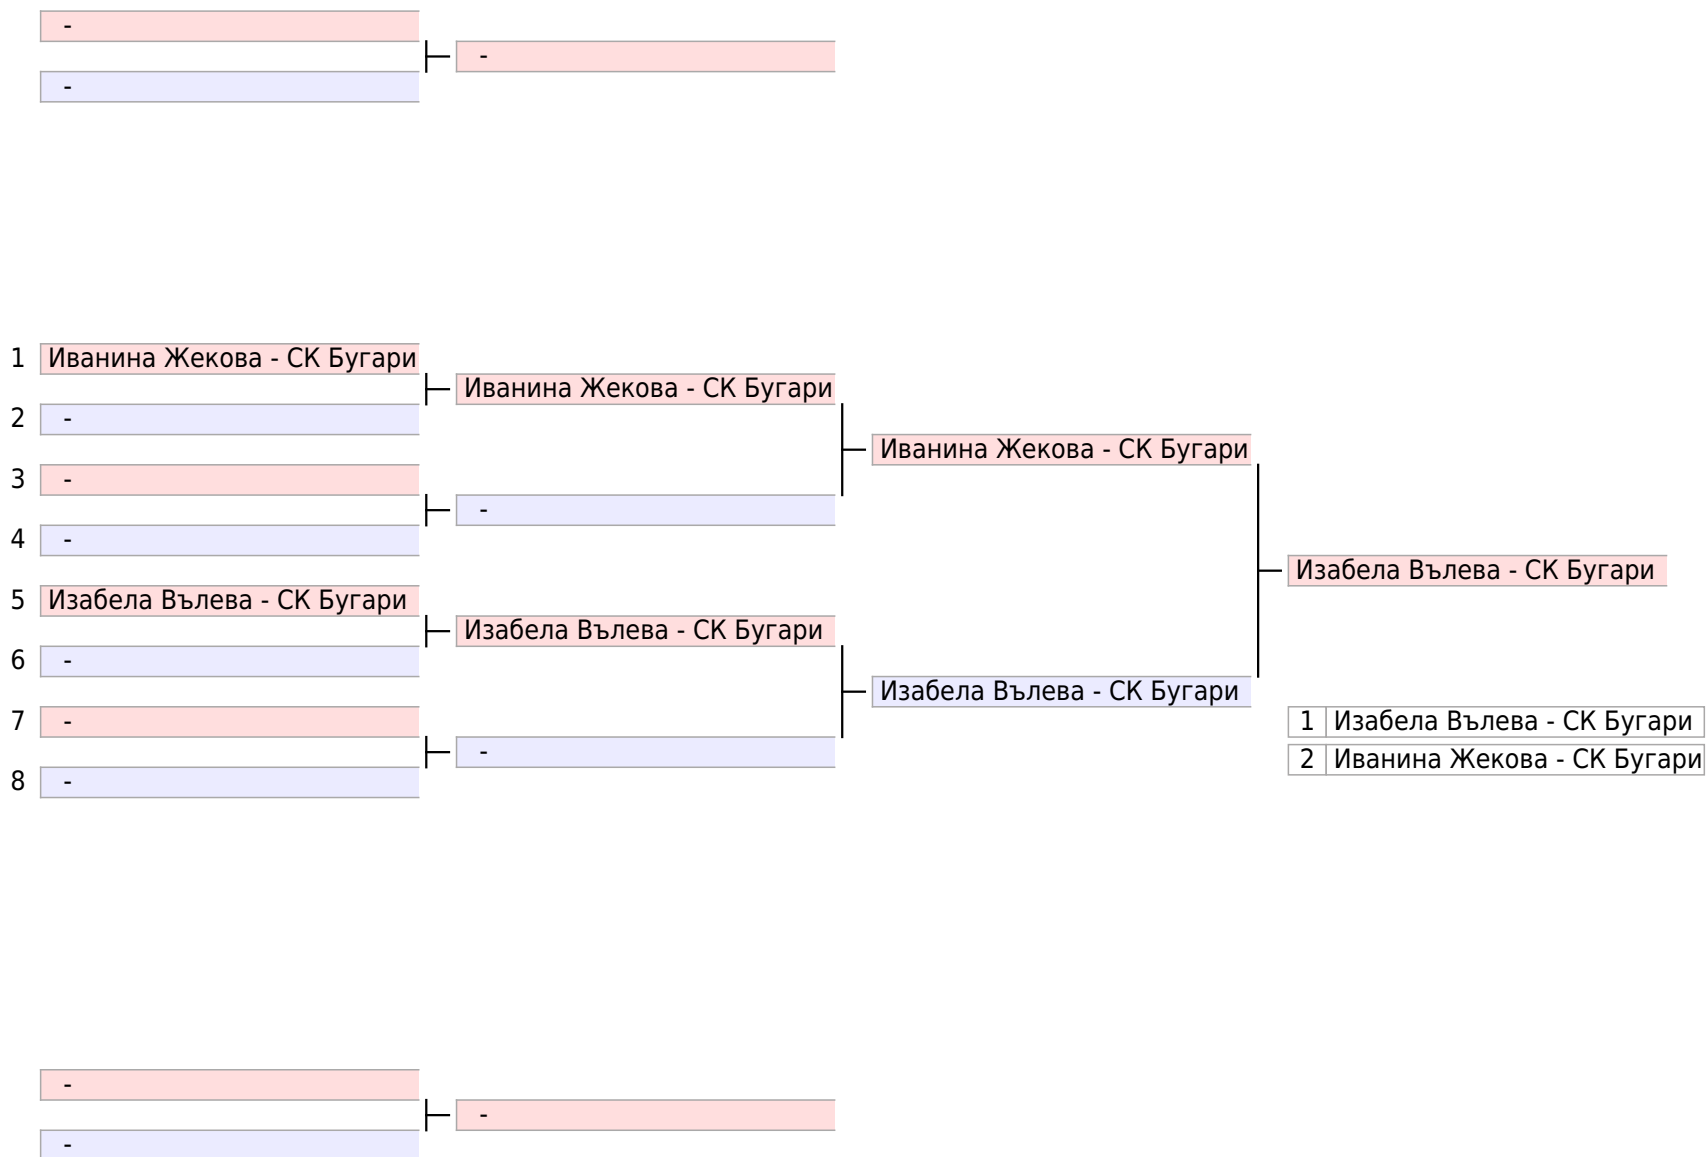 -
-
-
1 Иванина Жекова - СК Бугари
Иванина Жекова - СК Бугари
2 -
Иванина Жекова - СК Бугари
3 -
-
4 -
Изабела Вълева - СК Бугари
5 Изабела Вълева - СК Бугари
Изабела Вълева - СК Бугари
6 -
Изабела Вълева - СК Бугари
7 -
1 Изабела Вълева - СК Бугари
-
2 Иванина Жекова - СК Бугари
8 -
-
-
-